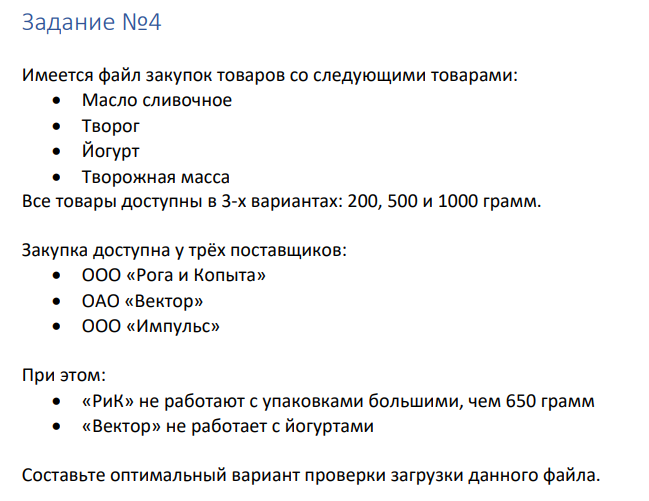 Задание №4
Имеется файл закупок товаров со следующими товарами:
• Масло сливочное
• Творог
• Йогурт
• Творожная масса
Все товары доступны в 3-х вариантах: 200, 500 и 1000 грамм.
Закупка доступна у трёх поставщиков:
• ООО «Рога и Копыта»
• ОАО «Вектор»
• ООО «Импульс»
При этом:
• «РиК» не работают с упаковками большими, чем 650 грамм
• «Вектор» не работает с йогуртами
Составьте оптимальный вариант проверки загрузки данного файла.